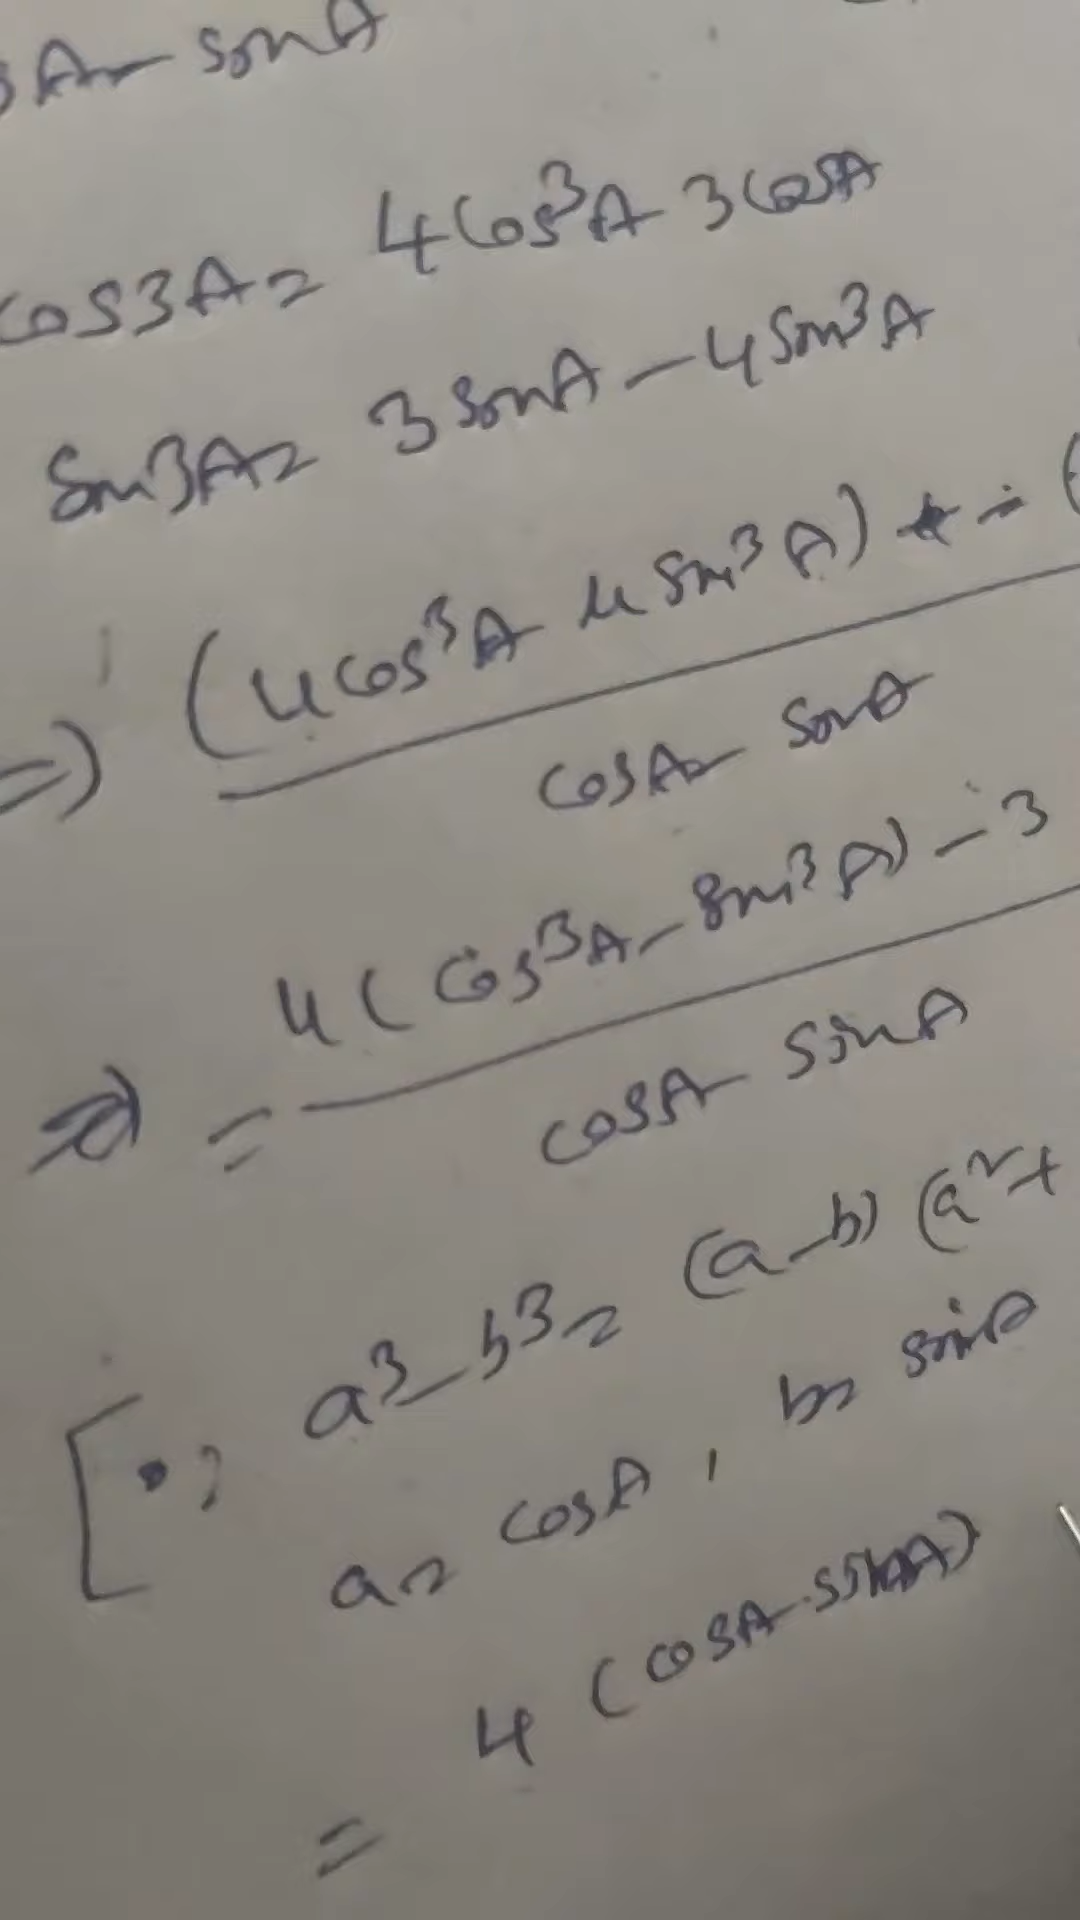 3A - sinA
cos3A = 4cos³A - 3cosA
sin3A = 3sinA - 4sin³A
=> (4cos³A - 4sin³A) - (
cosA - sinA
4(cos³A - sin³A) - 3
=
cosA - sinA
[∵ a³ - b³ = (a - b) (a² +
a = cosA, b = sinA
4 (cosA - sinA)
=